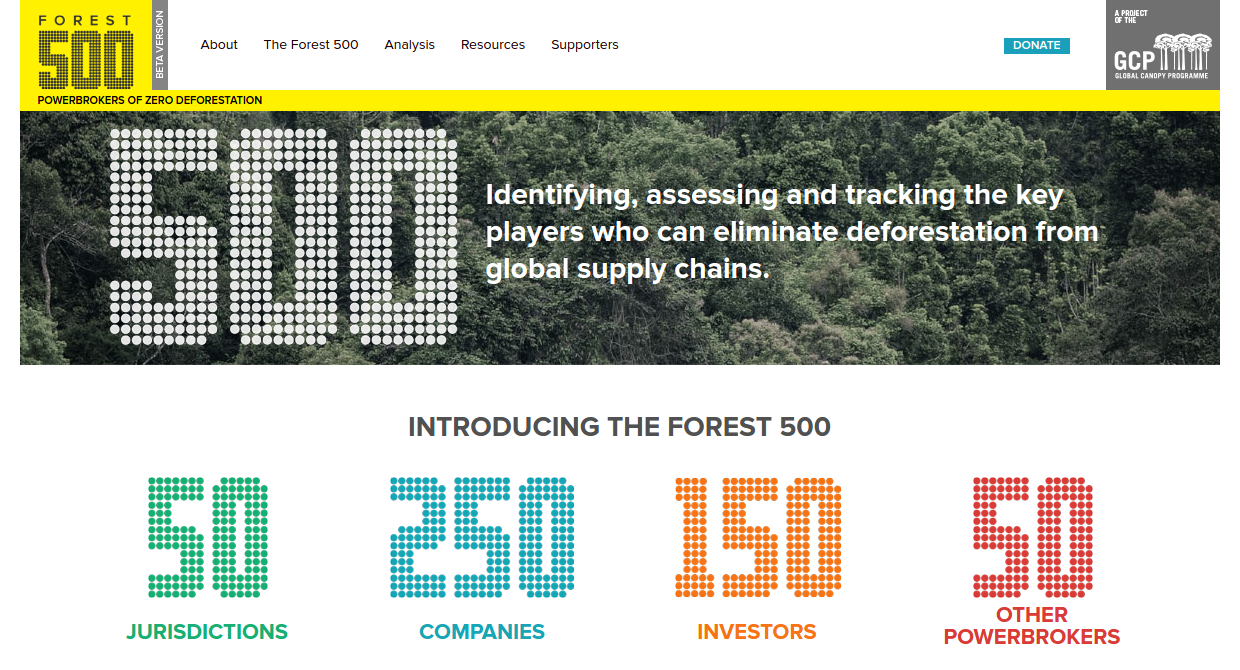 FOREST
500
BETA VERSION
About
The Forest 500
Analysis
Resources
Supporters
DONATE
A PROJECT
OF THE
GCP
GLOBAL CANOPY PROGRAMME
POWERBROKERS OF ZERO DEFORESTATION
500
Identifying, assessing and tracking the key
players who can eliminate deforestation from
global supply chains.
INTRODUCING THE FOREST 500
50
JURISDICTIONS
250
COMPANIES
150
INVESTORS
50
OTHER
POWERBROKERS